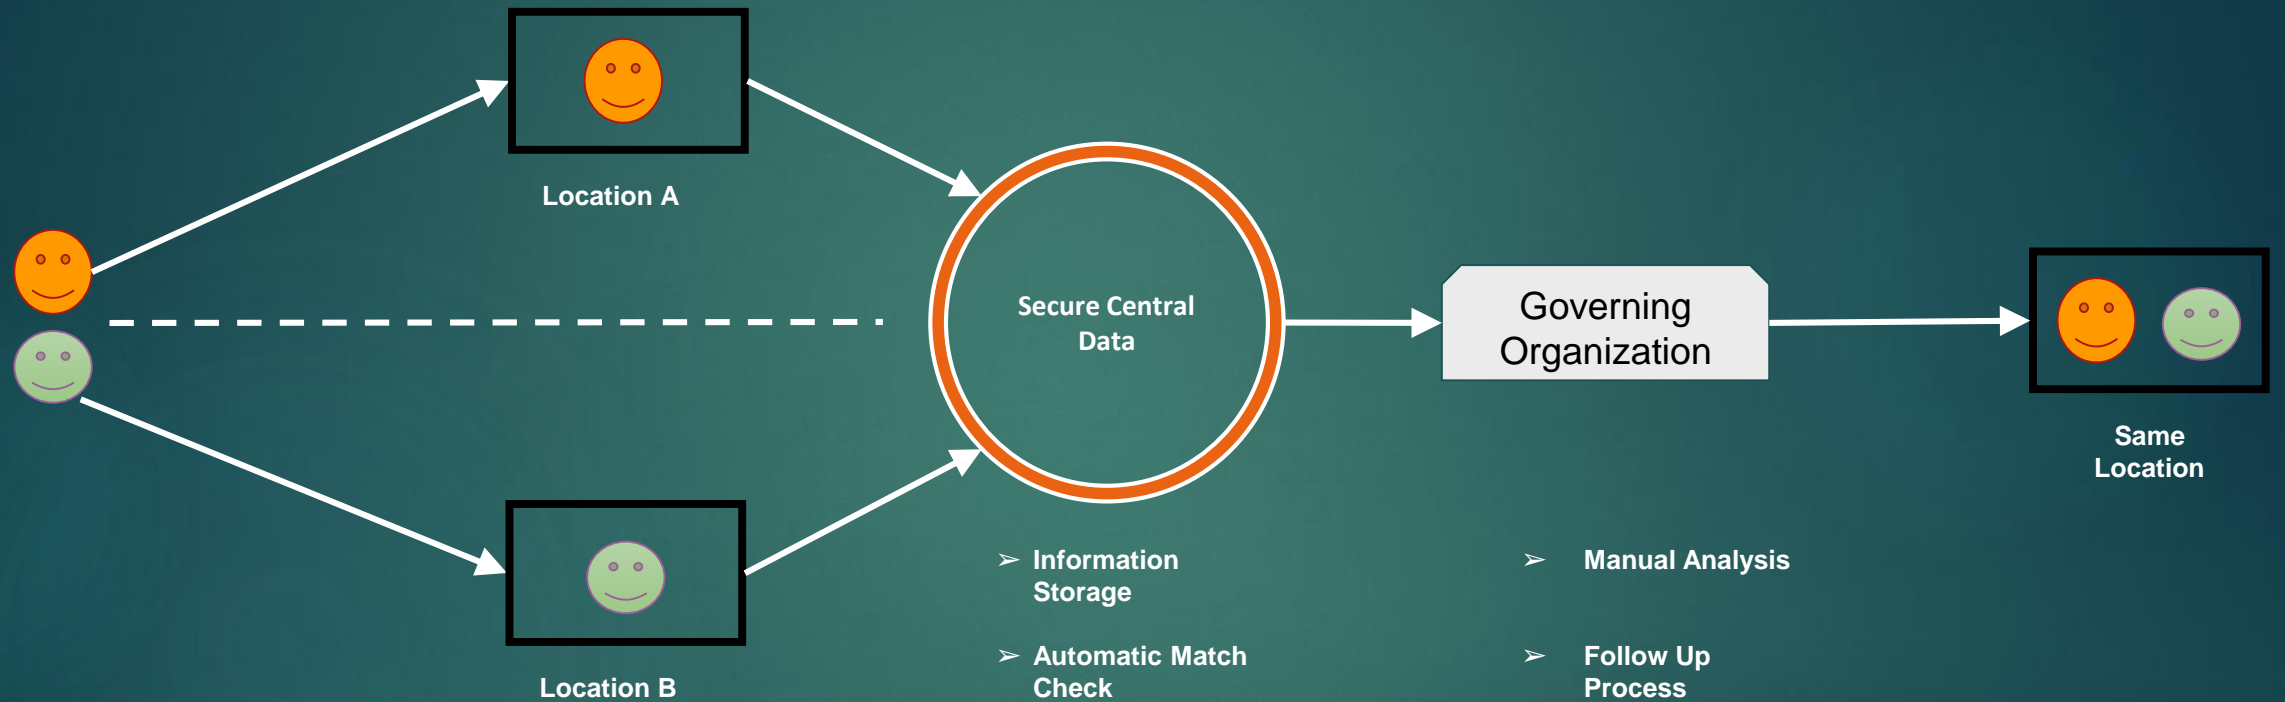 Location A
Secure Central
Data
Governing
Organization
Same
Location
➢ Information
Storage
➢ Automatic Match
Check
➢ Manual Analysis
➢ Follow Up
Process
Location B